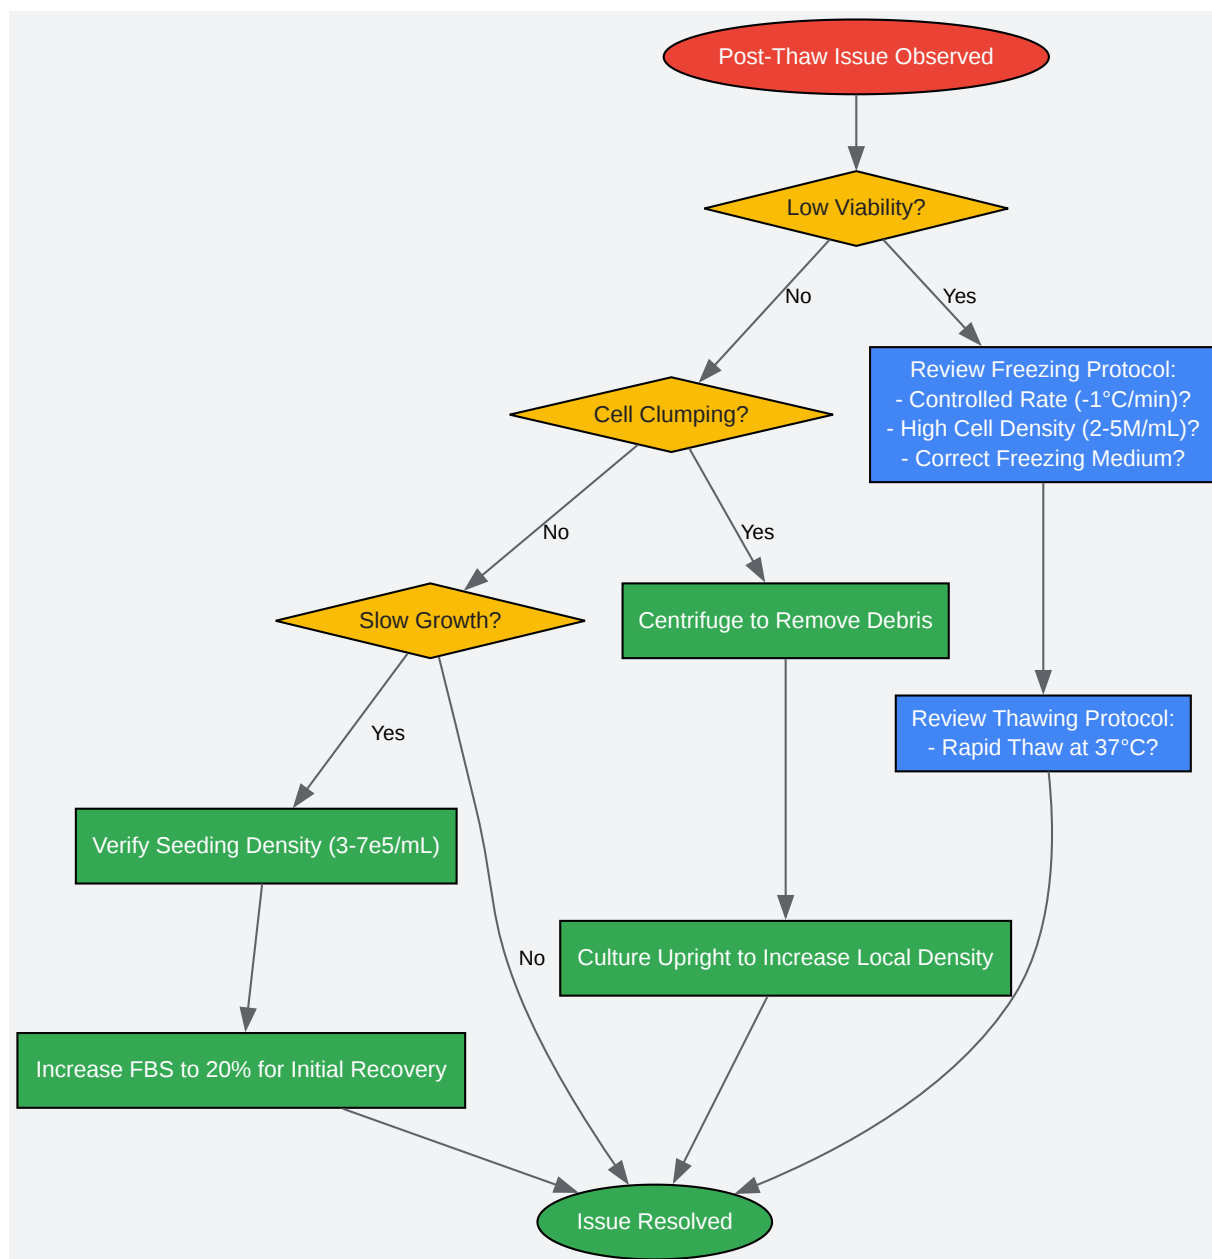 Post-Thaw Issue Observed
Low Viability?
No
Yes
Review Freezing Protocol:
- Controlled Rate (-1°C/min)?
- High Cell Density (2-5M/mL)?
- Correct Freezing Medium?
Cell Clumping?
No
Yes
Slow Growth?
Centrifuge to Remove Debris
Review Thawing Protocol:
- Rapid Thaw at 37°C?
Yes
Verify Seeding Density (3-7e5/mL)
No
Culture Upright to Increase Local Density
Increase FBS to 20% for Initial Recovery
Issue Resolved